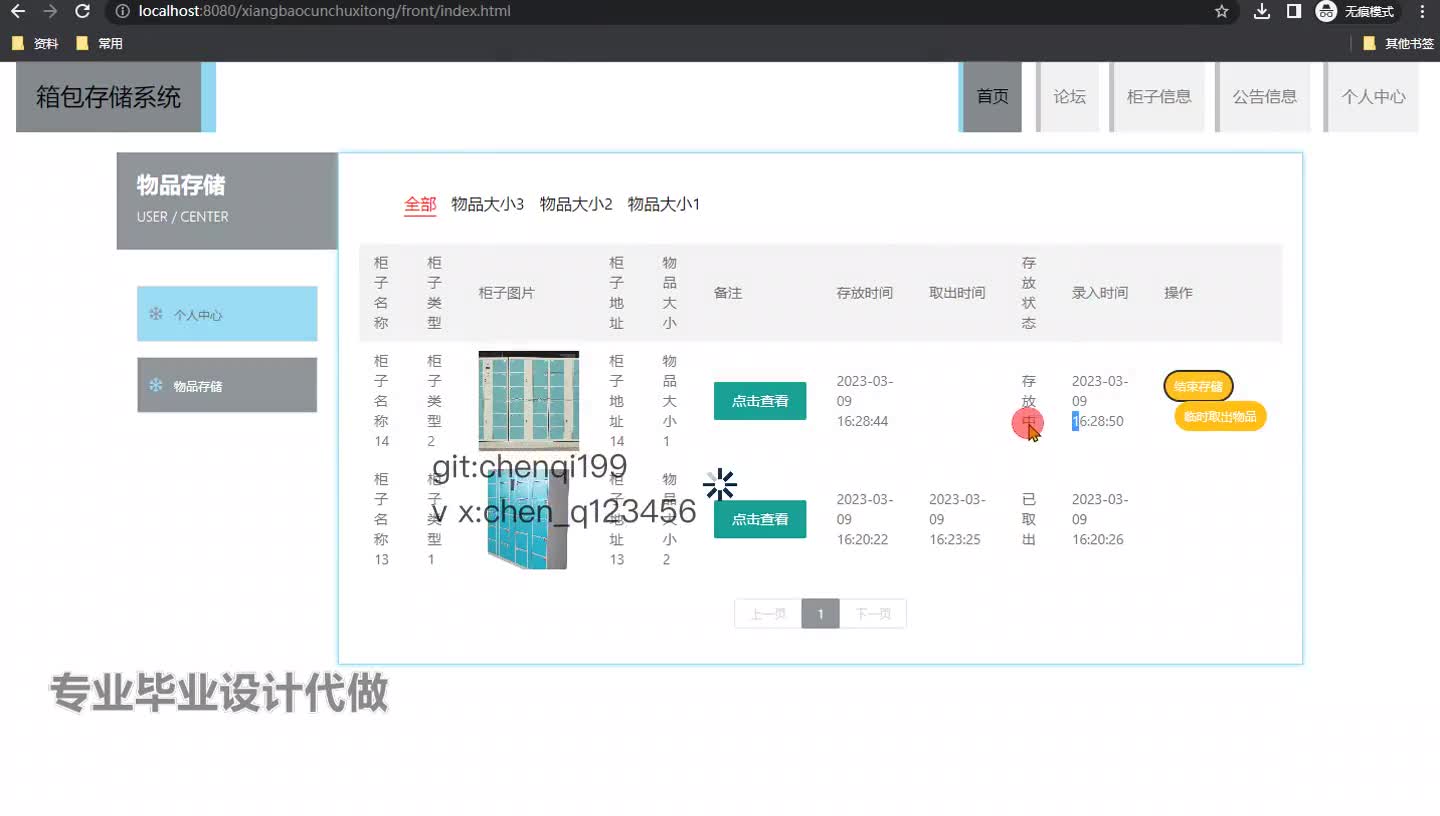 localhost:8080/xiangbaocunchuxitong/front/index.html
无痕模式
资料
常用
其他书签
箱包存储系统
首页
论坛
柜子信息
公告信息
个人中心
物品存储
USER / CENTER
个人中心
物品存储
全部 物品大小3 物品大小2 物品大小1
柜子名称
柜子类型
柜子图片
柜子地址
物品大小
备注
存放时间
取出时间
存放状态
录入时间
操作
柜子名称14
柜子类型2
柜子地址14
物品大小1
点击查看
2023-03-
09
16:28:44
存放中
2023-03-
09
16:28:50
结束存储
临时取出物品
柜子名称13
柜子类型1
柜子地址13
物品大小2
点击查看
2023-03-
09
16:20:22
2023-03-
09
16:23:25
已取出
2023-03-
09
16:20:26
git:chenqi199
v x:chen_q123456
上一页
1
下一页
专业毕业设计代做